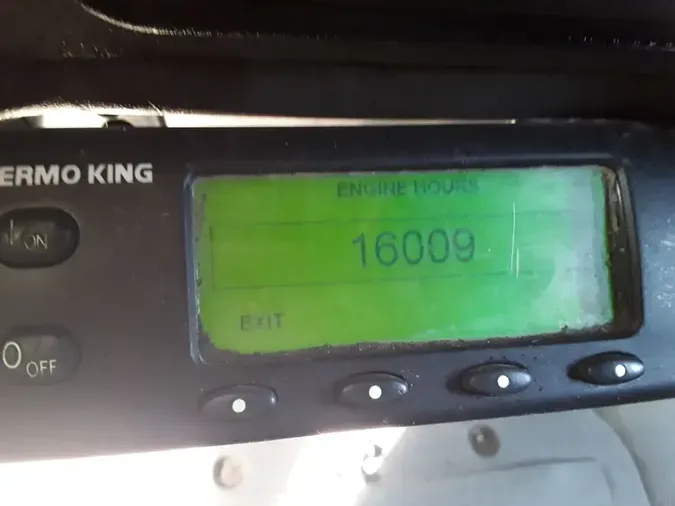 ERMO KING
ENGINE HOURS
ON
16009
EXIT
OFF